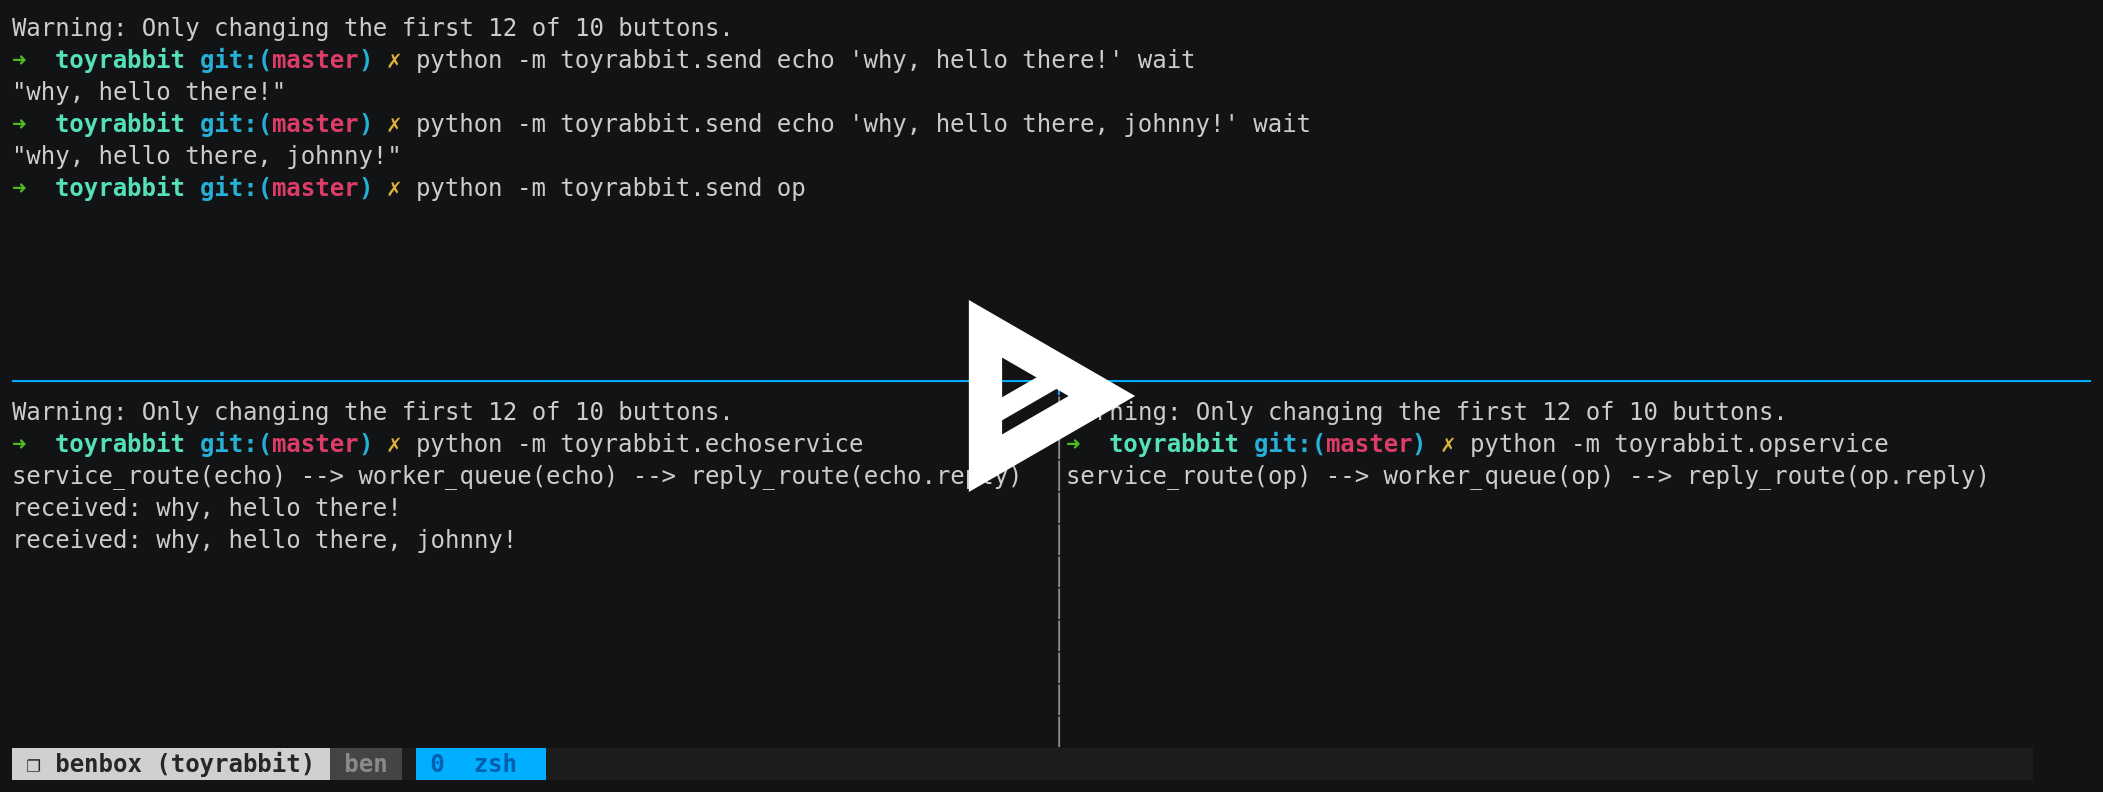 Warning: Only changing the first 12 of 10 buttons.
➜  toyrabbit git:(master) ✗ python -m toyrabbit.send echo 'why, hello there!' wait
"why, hello there!"
➜  toyrabbit git:(master) ✗ python -m toyrabbit.send echo 'why, hello there, johnny!' wait
"why, hello there, johnny!"
➜  toyrabbit git:(master) ✗ python -m toyrabbit.send op
Warning: Only changing the first 12 of 10 buttons.
➜  toyrabbit git:(master) ✗ python -m toyrabbit.echoservice
service_route(echo) --> worker_queue(echo) --> reply_route(echo.reply)
received: why, hello there!
received: why, hello there, johnny!
Warning: Only changing the first 12 of 10 buttons.
➜  toyrabbit git:(master) ✗ python -m toyrabbit.opservice
service_route(op) --> worker_queue(op) --> reply_route(op.reply)
❐ benbox (toyrabbit) ben 0 zsh